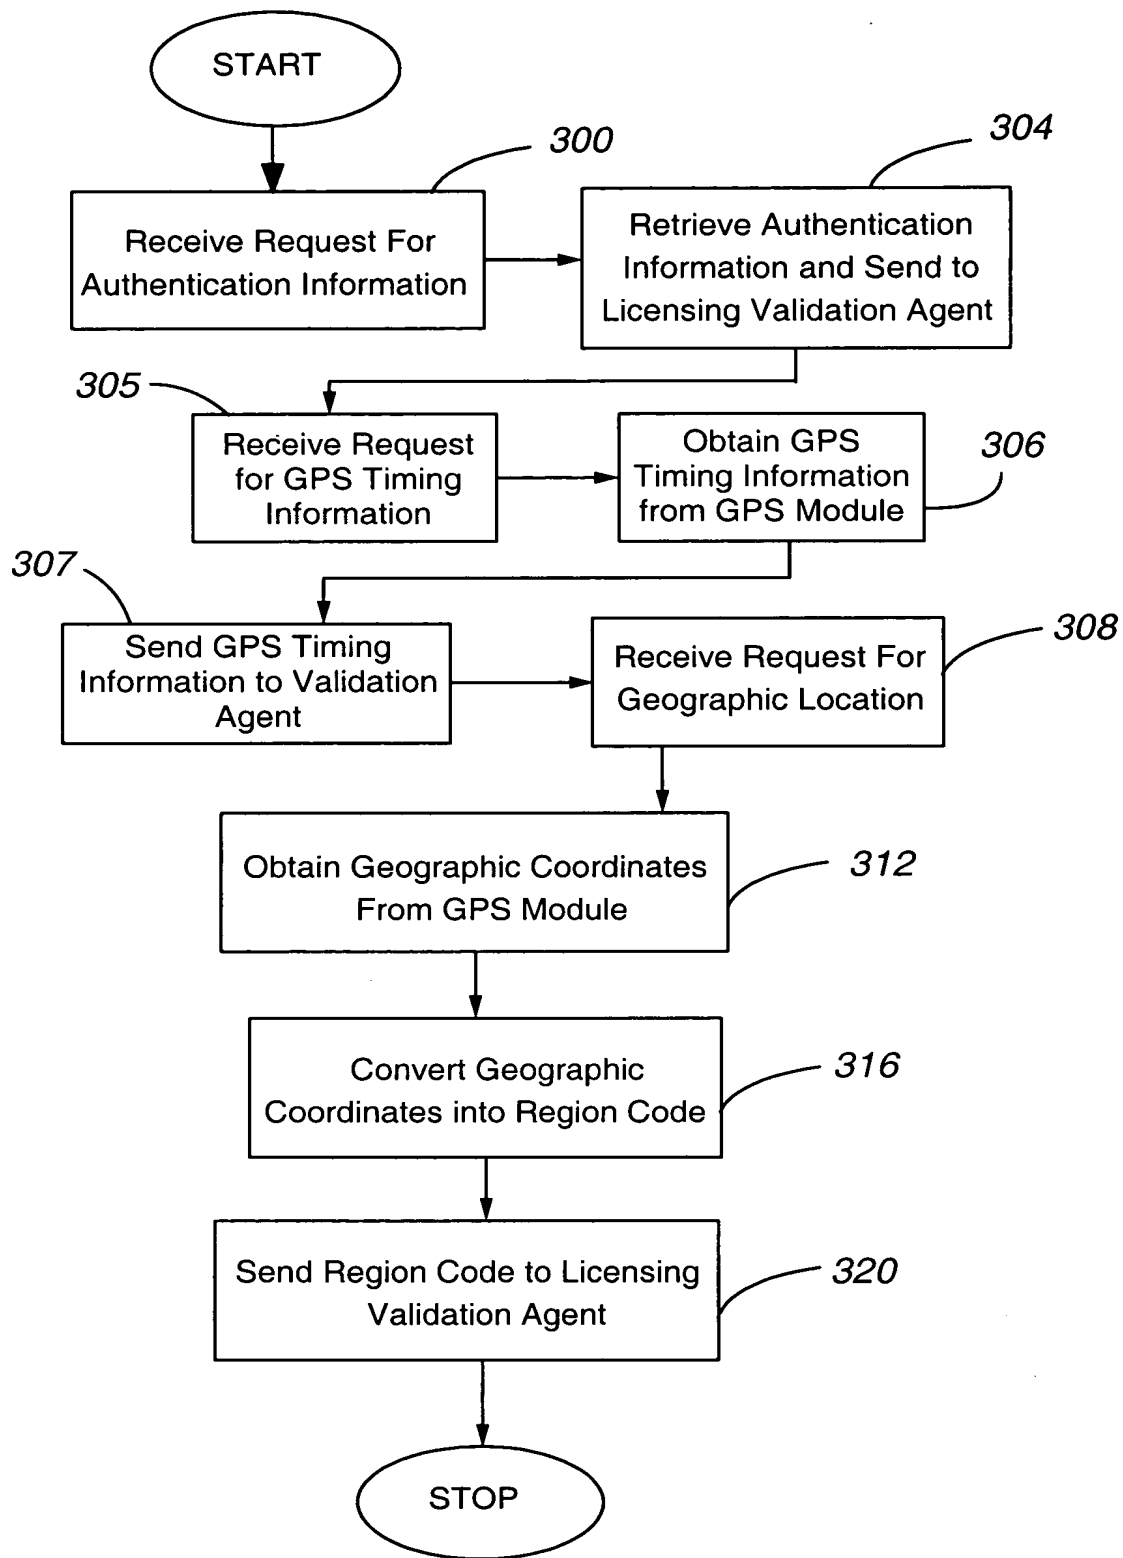 START
300
Receive Request For
Authentication Information
304
Retrieve Authentication
Information and Send to
Licensing Validation Agent
305
Receive Request
for GPS Timing
Information
Obtain GPS
Timing Information
from GPS Module
306
307
Send GPS Timing
Information to Validation
Agent
Receive Request For
Geographic Location
308
Obtain Geographic Coordinates
From GPS Module
312
Convert Geographic
Coordinates into Region Code
316
Send Region Code to Licensing
Validation Agent
320
STOP